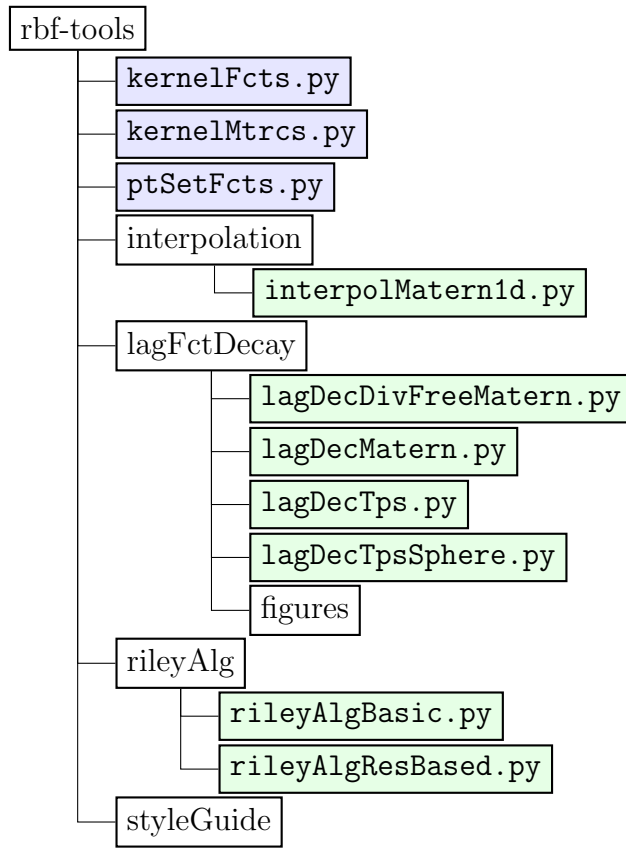 rbf-tools
kernelFcts.py
kernelMtrcs.py
ptSetFcts.py
interpolation
interpolMatern1d.py
lagFctDecay
lagDecDivFreeMatern.py
lagDecMatern.py
lagDecTps.py
lagDecTpsSphere.py
figures
rileyAlg
rileyAlgBasic.py
rileyAlgResBased.py
styleGuide